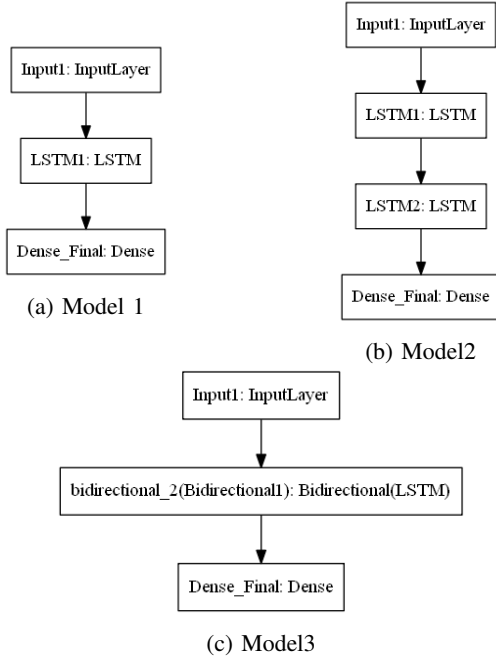 Input1: InputLayer
LSTM1: LSTM
Dense_Final: Dense
(a) Model 1
Input1: InputLayer
LSTM1: LSTM
LSTM2: LSTM
Dense_Final: Dense
(b) Model2
Input1: InputLayer
bidirectional_2(Bidirectional1): Bidirectional(LSTM)
Dense_Final: Dense
(c) Model3